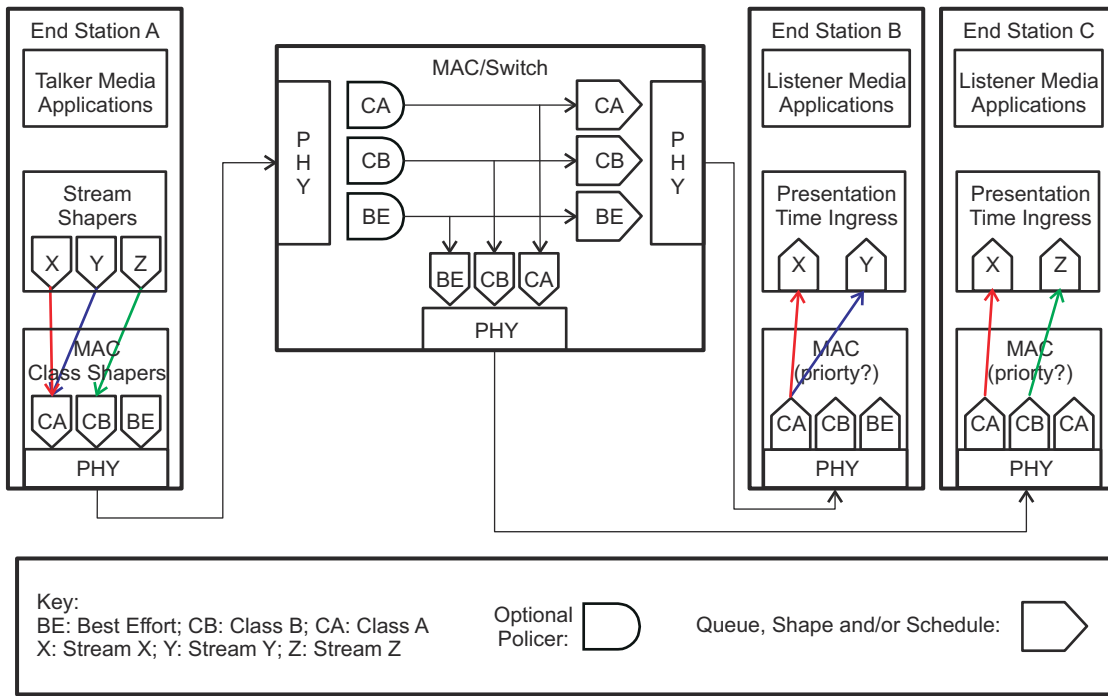 End Station A
Talker Media
Applications
Stream
Shapers
X Y Z
MAC
Class Shapers
CA CB BE
PHY
MAC/Switch
PHY
CA CA
CB CB
BE BE
PHY
BE CB CA
PHY
End Station B
Listener Media
Applications
Presentation
Time Ingress
X Y
MAC
(priorty?)
CA CB BE
PHY
End Station C
Listener Media
Applications
Presentation
Time Ingress
X Z
MAC
(priorty?)
CA CB CA
PHY
Key:
BE: Best Effort; CB: Class B; CA: Class A
X: Stream X; Y: Stream Y; Z: Stream Z
Optional
Policer:
Queue, Shape and/or Schedule: